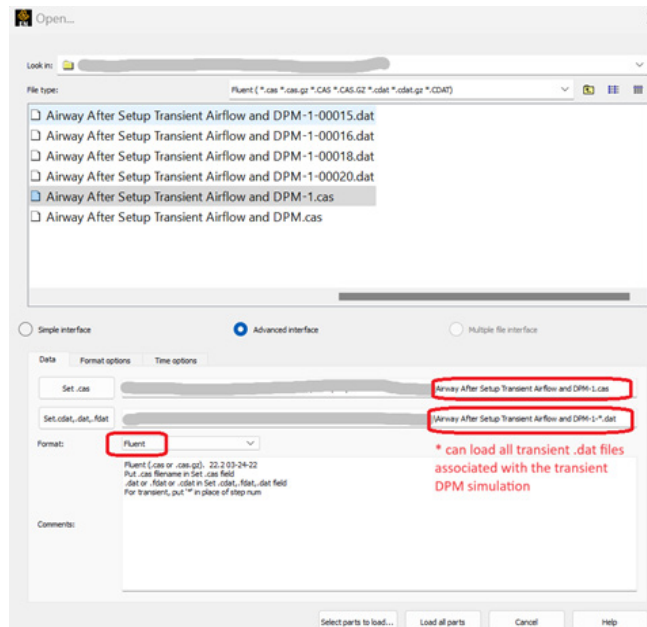 Open...
Look in:
File type:
Fluent ( *.cas *.cas.gz *.CAS *.CAS.GZ *.cdat *.cdat.gz *.CDAT)
Airway After Setup Transient Airflow and DPM-1-00015.dat
Airway After Setup Transient Airflow and DPM-1-00016.dat
Airway After Setup Transient Airflow and DPM-1-00018.dat
Airway After Setup Transient Airflow and DPM-1-00020.dat
Airway After Setup Transient Airflow and DPM-1.cas
Airway After Setup Transient Airflow and DPM.cas
Simple interface
Advanced interface
Multiple file interface
Data
Format options
Time options
Set .cas
Airway After Setup Transient Airflow and DPM-1.cas
Set.cdat,.dat,.fdat
\Airway After Setup Transient Airflow and DPM-1-*.dat
Format:
Fluent
* can load all transient .dat files
associated with the transient
DPM simulation
Fluent (.cas or .cas.gz). 22.2 03-24-22
Put .cas filename in Set .cas field
.dat or .fdat or .cdat in Set .cdat,.fdat,.dat field
For transient, put '*' in place of step num
Comments:
Select parts to load...
Load all parts
Cancel
Help